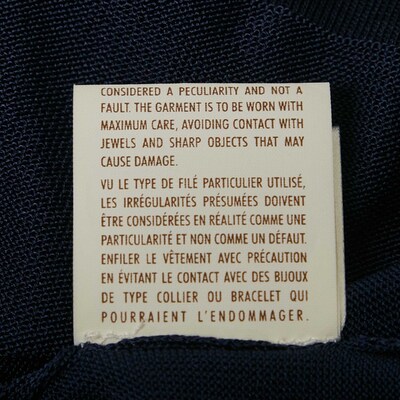 CONSIDERED A PECULIARITY AND NOT A
FAULT. THE GARMENT IS TO BE WORN WITH
MAXIMUM CARE, AVOIDING CONTACT WITH
JEWELS AND SHARP OBJECTS THAT MAY
CAUSE DAMAGE.
VU LE TYPE DE FILÉ PARTICULIER UTILISÉ,
LES IRRÉGULARITÉS PRÉSUMÉES DOIVENT
ÊTRE CONSIDÉRÉES EN RÉALITÉ COMME UNE
PARTICULARITÉ ET NON COMME UN DÉFAUT.
ENFILER LE VÊTEMENT AVEC PRÉCAUTION
EN ÉVITANT LE CONTACT AVEC DES BIJOUX
DE TYPE COLLIER OU BRACELET QUI
POURRAIENT L'ENDOMMAGER.